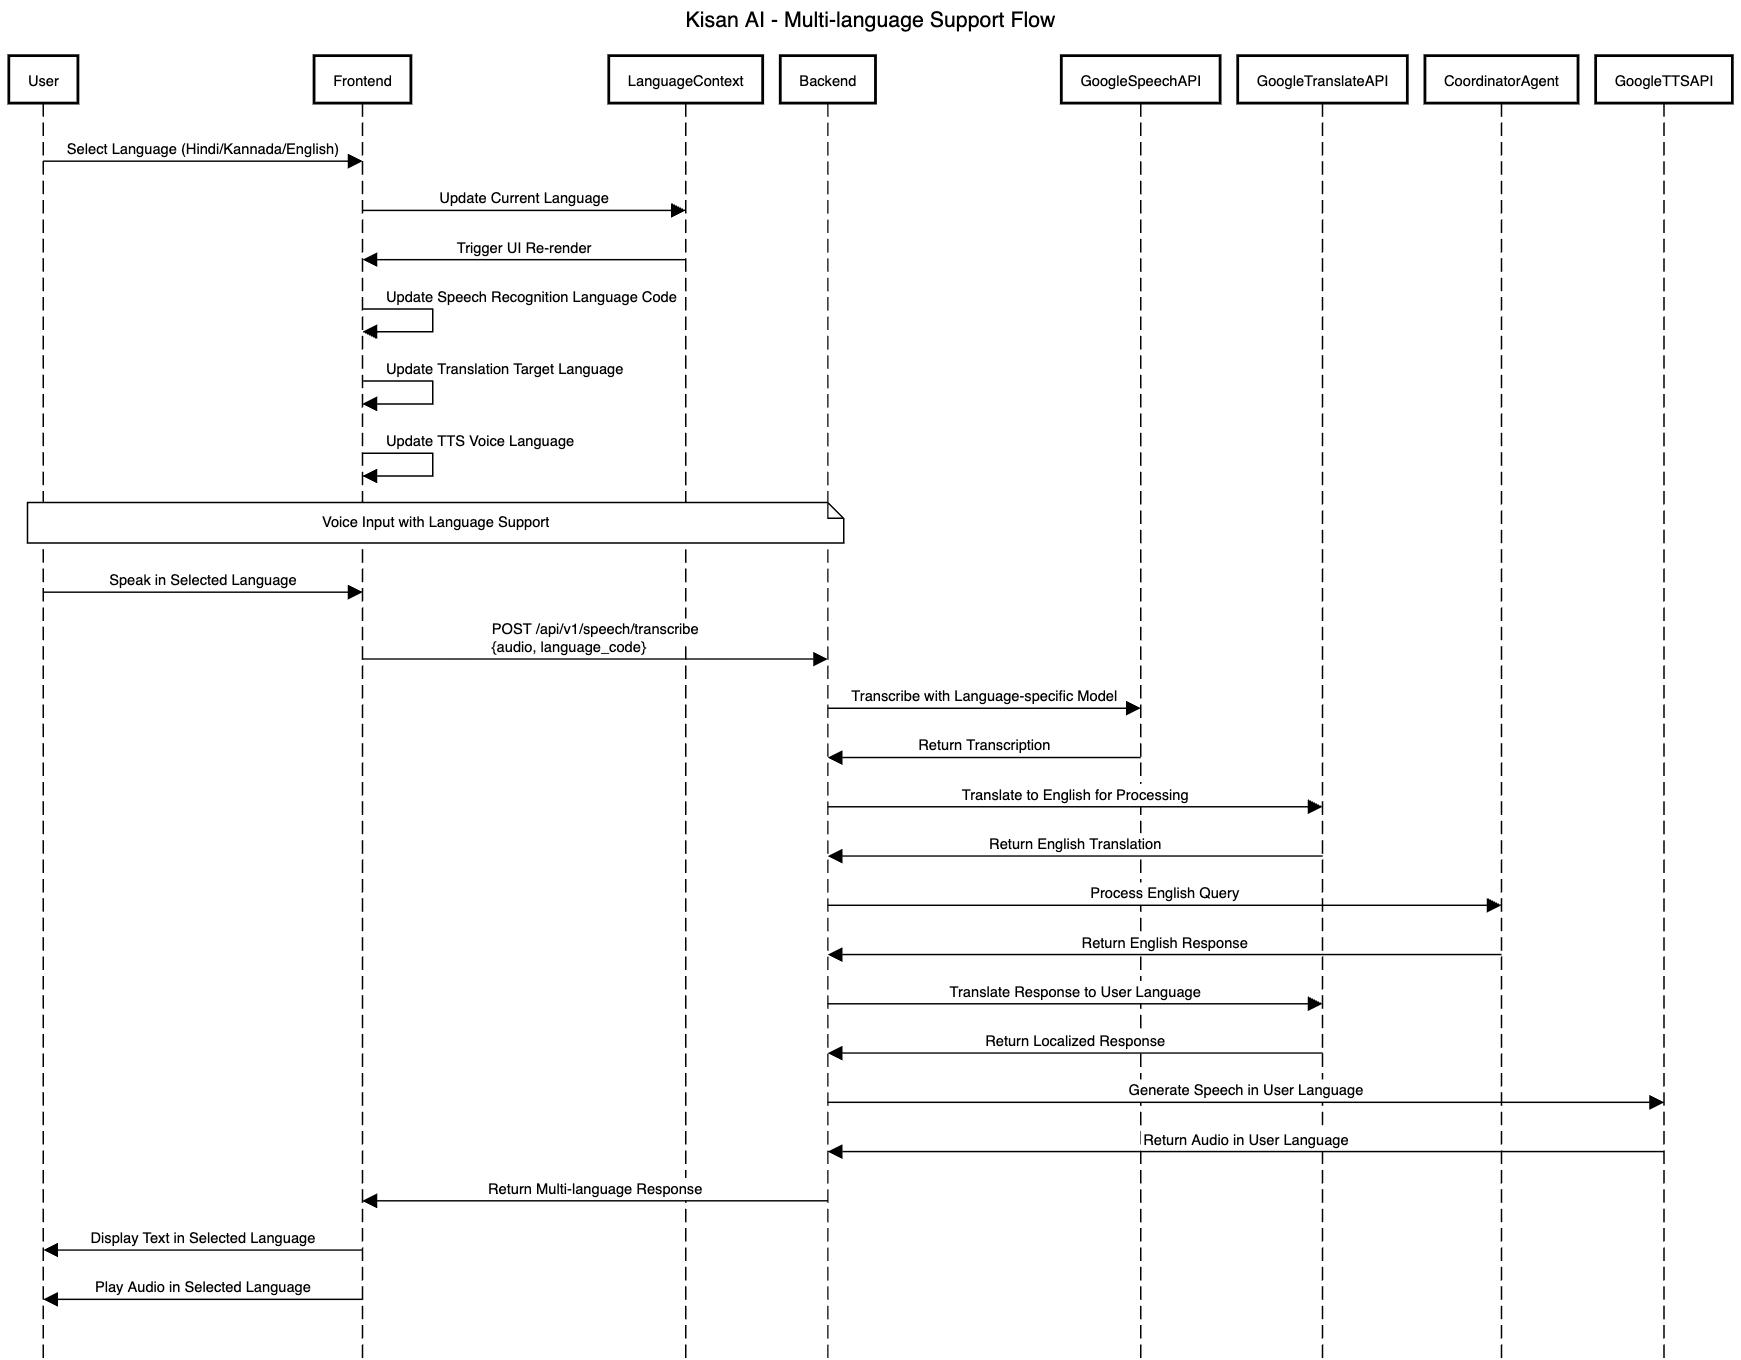 Kisan AI - Multi-language Support Flow
User
Frontend
LanguageContext
Backend
GoogleSpeechAPI
GoogleTranslateAPI
CoordinatorAgent
GoogleTTSAPI
Select Language (Hindi/Kannada/English)
Update Current Language
Trigger UI Re-render
Update Speech Recognition Language Code
Update Translation Target Language
Update TTS Voice Language
Voice Input with Language Support
Speak in Selected Language
POST /api/v1/speech/transcribe
{audio, language_code}
Transcribe with Language-specific Model
Return Transcription
Translate to English for Processing
Return English Translation
Process English Query
Return English Response
Translate Response to User Language
Return Localized Response
Generate Speech in User Language
Return Audio in User Language
Return Multi-language Response
Display Text in Selected Language
Play Audio in Selected Language